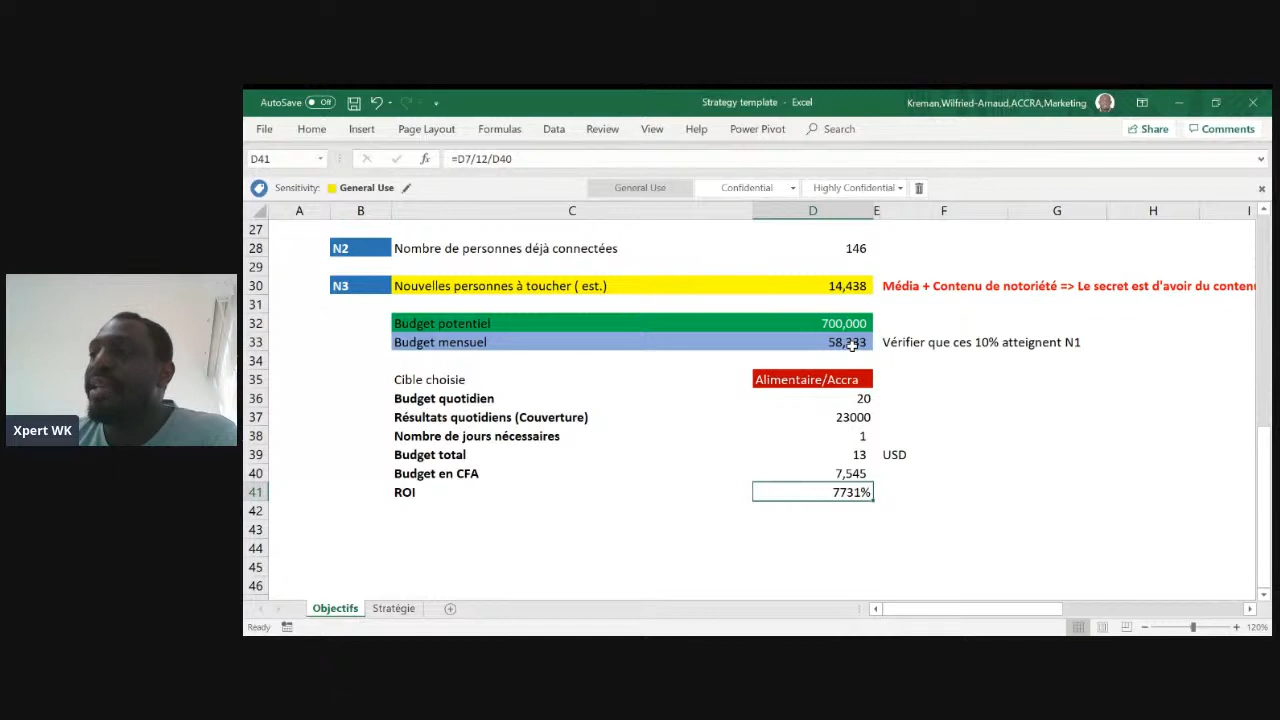 AutoSave Off
Strategy template - Excel
Kreman,Wilfried-Arnaud,ACCRA,Marketing
File Home Insert Page Layout Formulas Data Review View Help Power Pivot Search Share Comments
D41 fx =D7/12/D40
Sensitivity: General Use General Use Confidential Highly Confidential
A B C D E F G H I
27
28 N2 Nombre de personnes déjà connectées 146
29
30 N3 Nouvelles personnes à toucher ( est.) 14,438 Média + Contenu de notoriété => Le secret est d'avoir du contenu
31
32 Budget potentiel 700,000
33 Budget mensuel 58,333 Vérifier que ces 10% atteignent N1
34
35 Cible choisie Alimentaire/Accra
36 Budget quotidien 20
37 Résultats quotidiens (Couverture) 23000
38 Nombre de jours nécessaires 1
39 Budget total 13 USD
40 Budget en CFA 7,545
41 ROI 7731%
42
43
44
45
46
Xpert WK
Objectifs Stratégie
Ready
120%